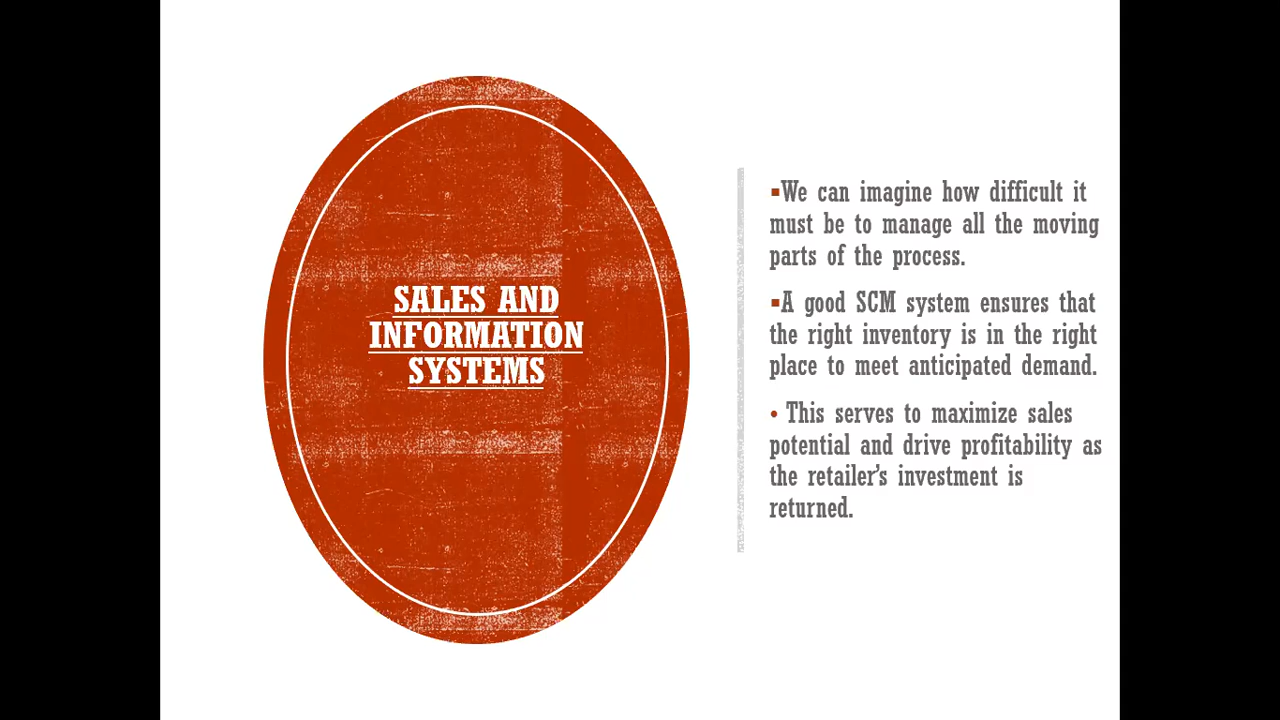 SALES AND
INFORMATION
SYSTEMS
▪We can imagine how difficult it
must be to manage all the moving
parts of the process.
▪A good SCM system ensures that
the right inventory is in the right
place to meet anticipated demand.
• This serves to maximize sales
potential and drive profitability as
the retailer’s investment is
returned.